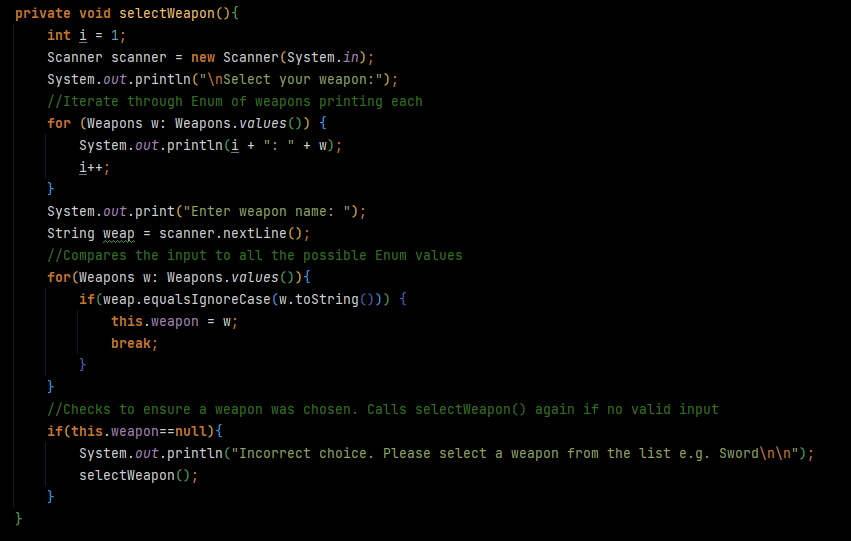 private void selectWeapon(){
    int i = 1;
    Scanner scanner = new Scanner(System.in);
    System.out.println("\nSelect your weapon:");
    //Iterate through Enum of weapons printing each
    for (Weapons w: Weapons.values()) {
        System.out.println(i + ": " + w);
        i++;
    }
    System.out.print("Enter weapon name: ");
    String weap = scanner.nextLine();
    //Compares the input to all the possible Enum values
    for(Weapons w: Weapons.values()){
        if(weap.equalsIgnoreCase(w.toString())) {
            this.weapon = w;
            break;
        }
    }
    //Checks to ensure a weapon was chosen. Calls selectWeapon() again if no valid input
    if(this.weapon==null){
        System.out.println("Incorrect choice. Please select a weapon from the list e.g. Sword\n\n");
        selectWeapon();
    }
}